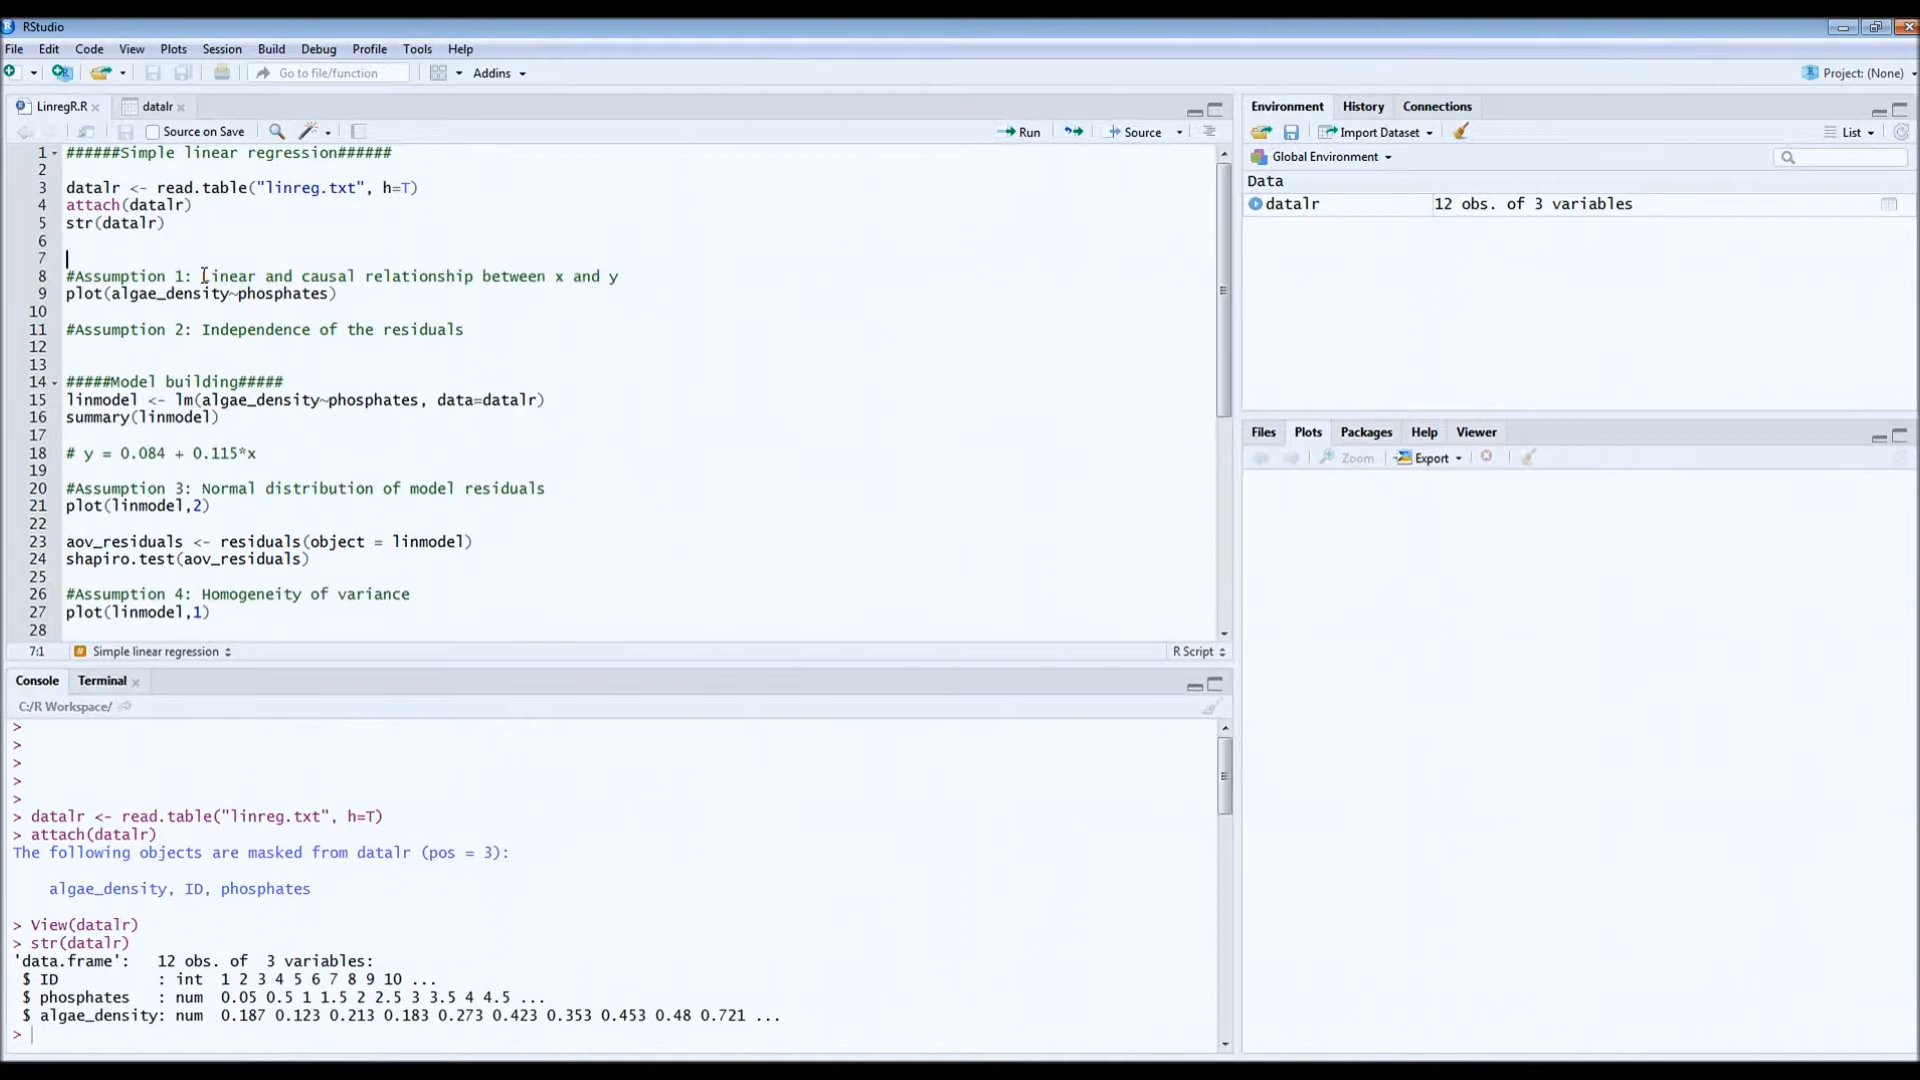 RStudio
File Edit Code View Plots Session Build Debug Profile Tools Help
Go to file/function Addins Project: (None)
LinregR.R datalr
Source on Save Run Source
1 ######Simple linear regression######
2
3 datalr <- read.table("linreg.txt", h=T)
4 attach(datalr)
5 str(datalr)
6
7
8 #Assumption 1: Linear and causal relationship between x and y
9 plot(algae_density~phosphates)
10
11 #Assumption 2: Independence of the residuals
12
13
14 #####Model building#####
15 linmodel <- lm(algae_density~phosphates, data=datalr)
16 summary(linmodel)
17
18 # y = 0.084 + 0.115*x
19
20 #Assumption 3: Normal distribution of model residuals
21 plot(linmodel,2)
22
23 aov_residuals <- residuals(object = linmodel)
24 shapiro.test(aov_residuals)
25
26 #Assumption 4: Homogeneity of variance
27 plot(linmodel,1)
28
7:1 Simple linear regression R Script
Console Terminal
C:/R Workspace/
>
>
>
>
>
> datalr <- read.table("linreg.txt", h=T)
> attach(datalr)
The following objects are masked from datalr (pos = 3):
algae_density, ID, phosphates
> View(datalr)
> str(datalr)
'data.frame': 12 obs. of 3 variables:
$ ID : int 1 2 3 4 5 6 7 8 9 10 ...
$ phosphates : num 0.05 0.5 1 1.5 2 2.5 3 3.5 4 4.5 ...
$ algae_density: num 0.187 0.123 0.213 0.183 0.273 0.423 0.353 0.453 0.48 0.721 ...
>
Environment History Connections
Import Dataset List
Global Environment
Data
datalr 12 obs. of 3 variables
Files Plots Packages Help Viewer
Zoom Export